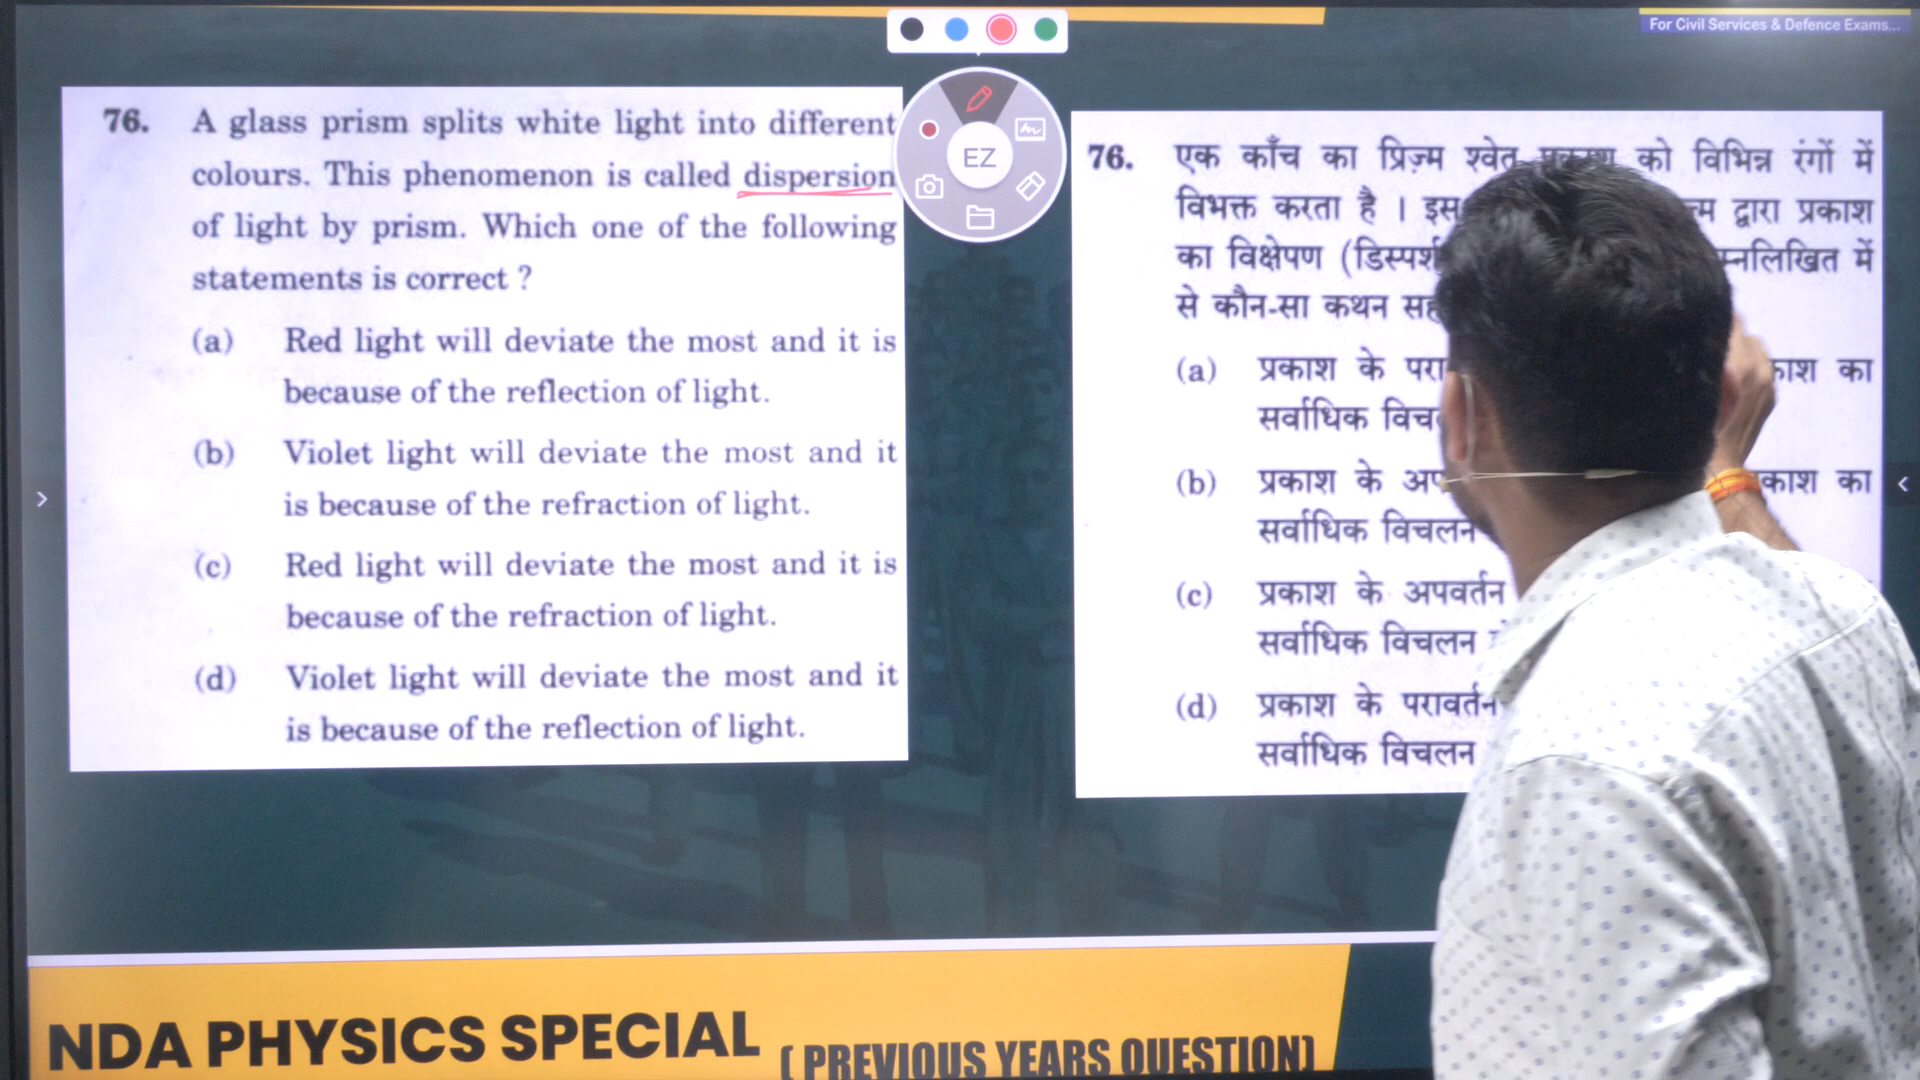 For Civil Services & Defence Exams...
76. A glass prism splits white light into different
colours. This phenomenon is called dispersion
of light by prism. Which one of the following
statements is correct ?
(a) Red light will deviate the most and it is
because of the reflection of light.
(b) Violet light will deviate the most and it
is because of the refraction of light.
(c) Red light will deviate the most and it is
because of the refraction of light.
(d) Violet light will deviate the most and it
is because of the reflection of light.
EZ
76. एक काँच का प्रिज़्म श्वेत प्रकाश को विभिन्न रंगों में
विभक्त करता है । इस द्वारा प्रकाश
का विक्षेपण में
से कौन-सा कथन
(a) प्रकाश के का
सर्वाधिक
(b) प्रकाश के का
सर्वाधिक विचलन
(c) प्रकाश के अपवर्तन
सर्वाधिक विचलन
(d) प्रकाश के परावर्तन
सर्वाधिक विचलन
NDA PHYSICS SPECIAL ( PREVIOUS YEARS QUESTION)